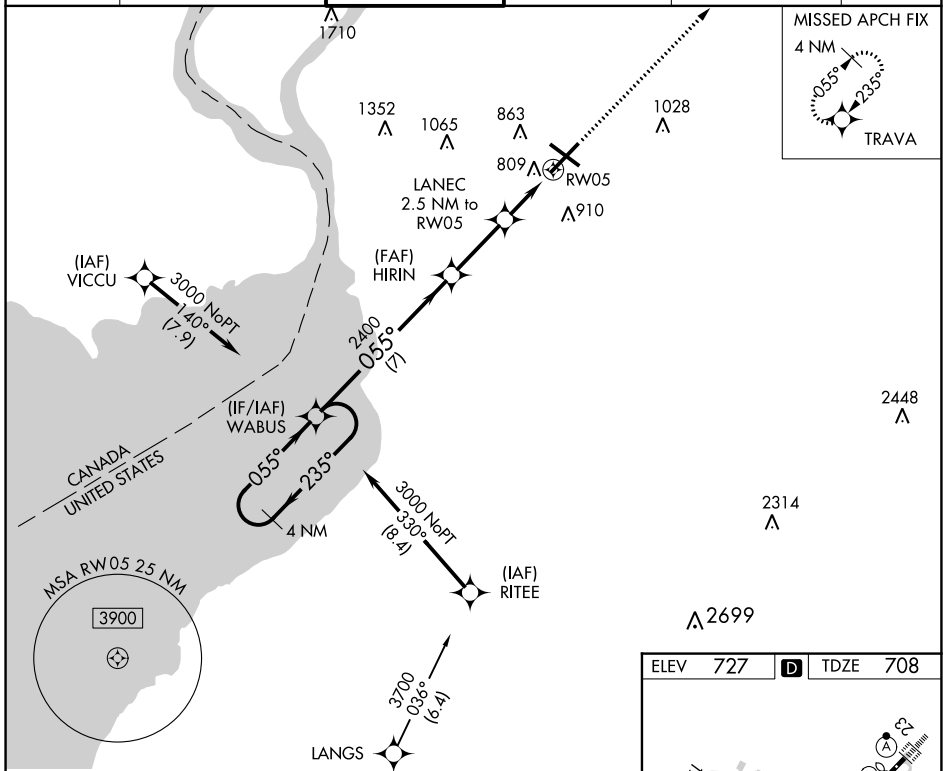 1710
MISSED APCH FIX
4 NM
055°
235°
TRAVA
1352
1065
863
1028
809
RW05
LANEC
2.5 NM to
RW05
910
(IAF)
VICCU
3000 NoPT
140°
(7.9)
(FAF)
HIRIN
2400
055°
(7)
(IF/IAF)
WABUS
2448
055°
235°
4 NM
CANADA
UNITED STATES
3000 NoPT
330°
(8.4)
2314
(IAF)
RITEE
MSA RW05 25 NM
3900
2699
3700
036°
(6.4)
LANGS
ELEV 727 D TDZE 708
23
A